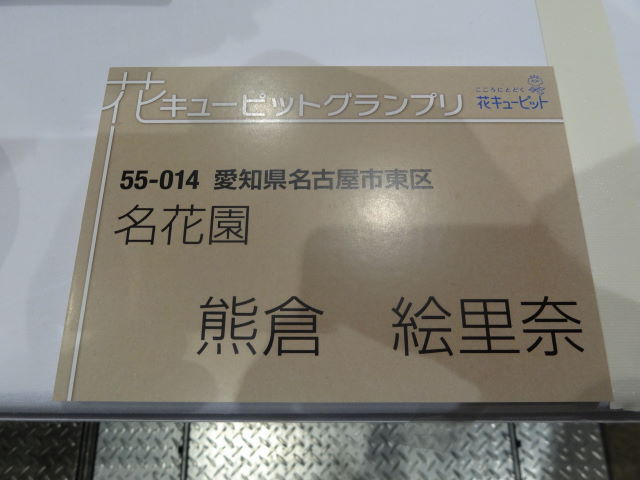 花キューピットグランプリ
こころにとどく
花キューピット
55-014 愛知県名古屋市東区
名花園
熊倉 絵里奈